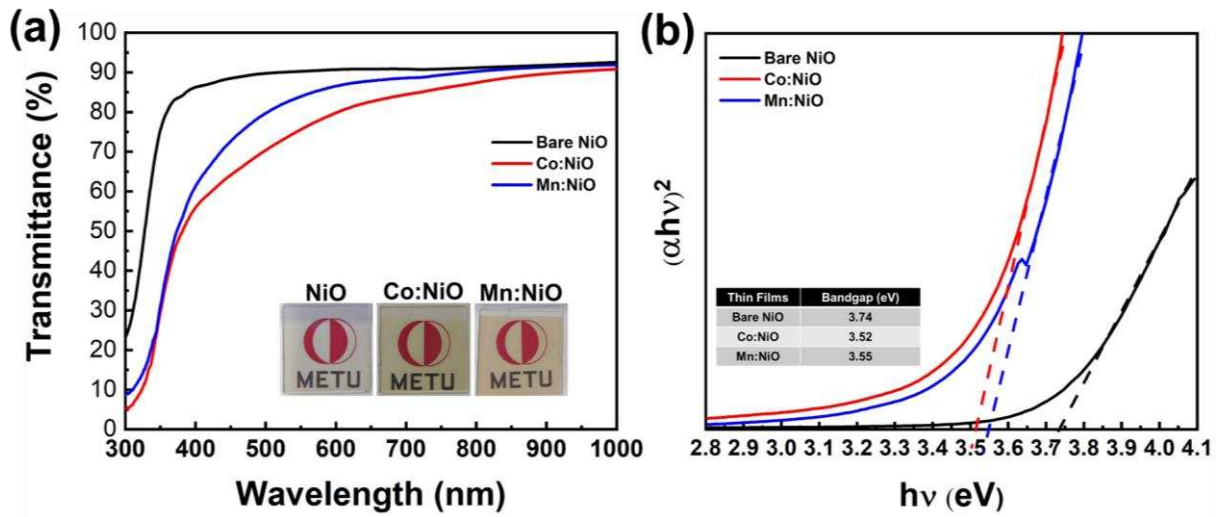 (a)
Transmittance (%)
100
90
80
70
60
50
40
30
20
10
0
Bare NiO
Co:NiO
Mn:NiO
NiO Co:NiO Mn:NiO
METU METU METU
300 400 500 600 700 800 900 1000
Wavelength (nm)
(b)
(αhν)²
Bare NiO
Co:NiO
Mn:NiO
Thin Films Bandgap (eV)
Bare NiO 3.74
Co:NiO 3.52
Mn:NiO 3.55
2.8 2.9 3.0 3.1 3.2 3.3 3.4 3.5 3.6 3.7 3.8 3.9 4.0 4.1
hν (eV)